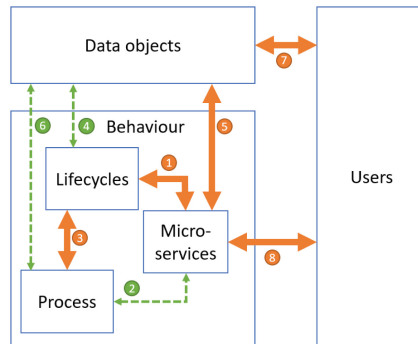 Data objects
7
6
4
5
Behaviour
1
Lifecycles
Users
Micro-
services
3
8
Process
2